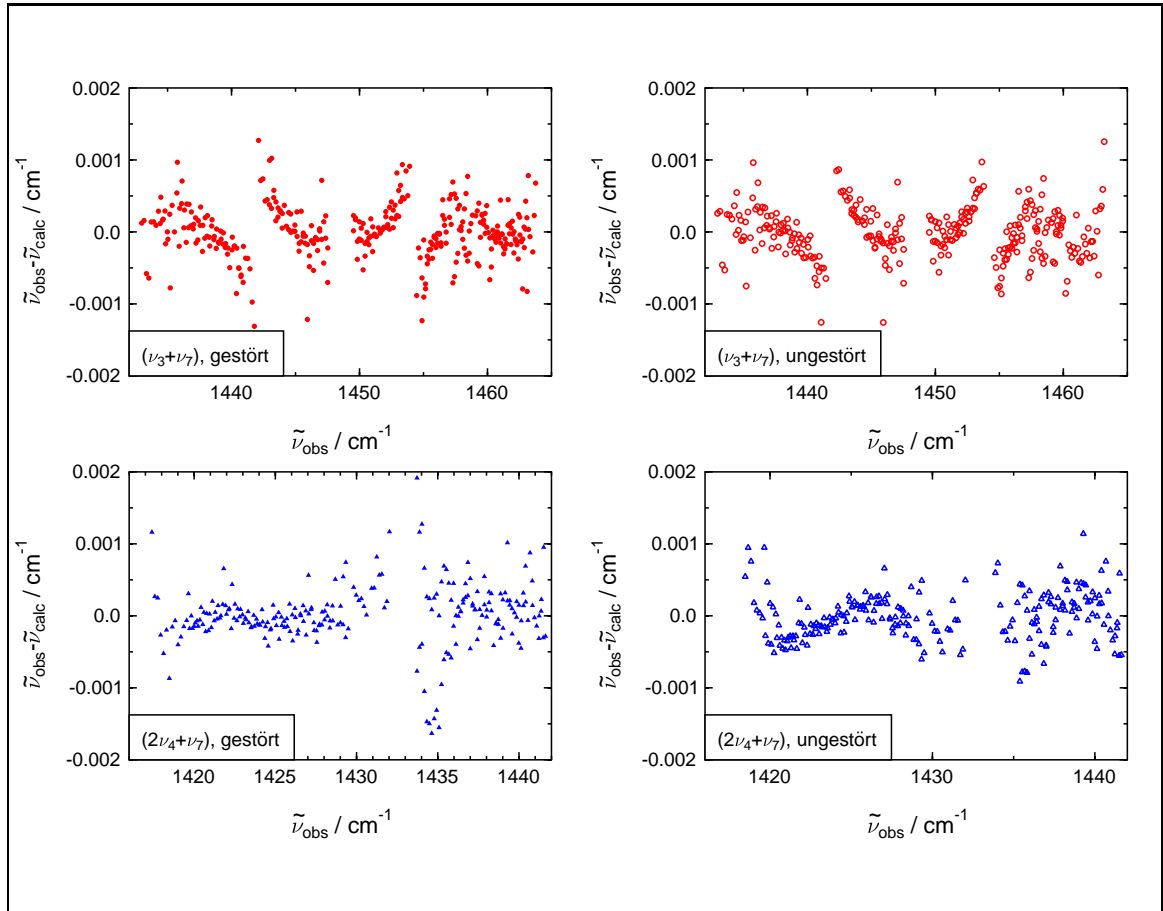 0.002
0.001
0.0
-0.001
-0.002
ν̃obs-ν̃calc / cm-1
(ν3+ν7), gestört
1440 1450 1460
ν̃obs / cm-1
0.002
0.001
0.0
-0.001
-0.002
ν̃obs-ν̃calc / cm-1
(ν3+ν7), ungestört
1440 1450 1460
ν̃obs / cm-1
0.002
0.001
0.0
-0.001
-0.002
ν̃obs-ν̃calc / cm-1
(2ν4+ν7), gestört
1420 1425 1430 1435 1440
ν̃obs / cm-1
0.002
0.001
0.0
-0.001
-0.002
ν̃obs-ν̃calc / cm-1
(2ν4+ν7), ungestört
1420 1430 1440
ν̃obs / cm-1